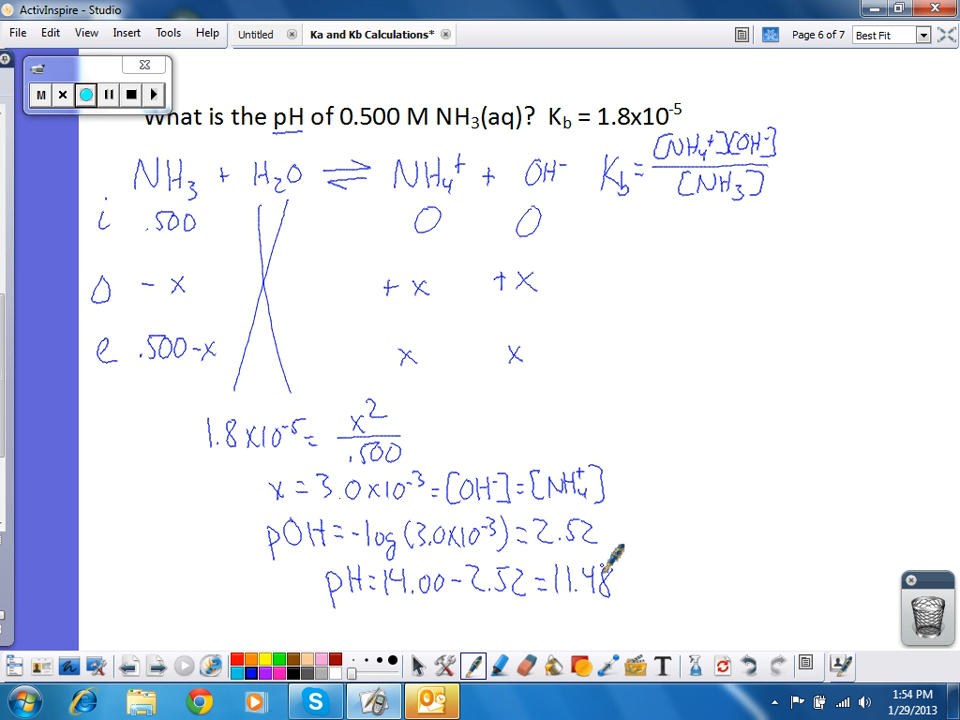 ActivInspire - Studio
File Edit View Insert Tools Help Untitled Ka and Kb Calculations* Page 6 of 7 Best Fit
M
What is the pH of 0.500 M NH₃(aq)? K_b = 1.8x10⁻⁵
NH₃ + H₂O ⇌ NH₄⁺ + OH⁻ K_b = [NH₄⁺][OH⁻] / [NH₃]
i .500 0 0
Δ - x + x + x
e .500-x x x
1.8x10⁻⁵ = x² / .500
x = 3.0x10⁻³ = [OH⁻] = [NH₄⁺]
pOH = -log(3.0x10⁻³) = 2.52
pH = 14.00 - 2.52 = 11.48
T
1:54 PM
1/29/2013